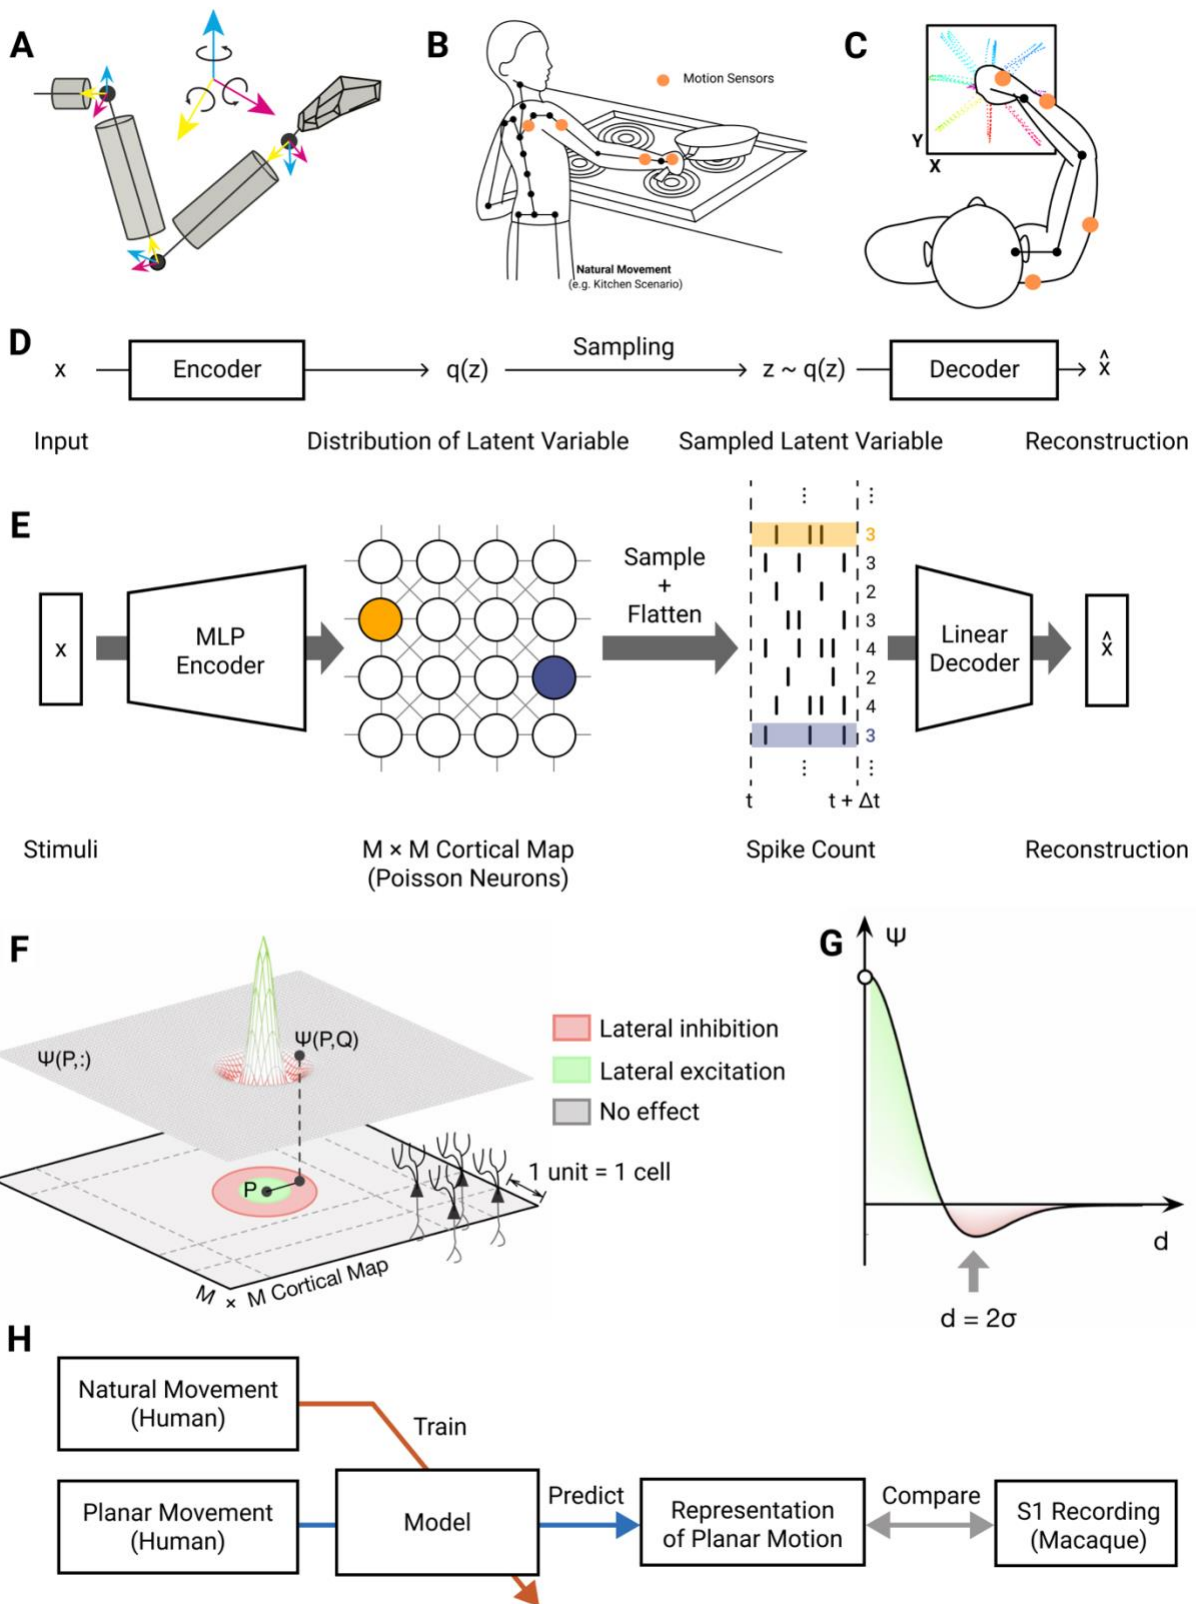 A
B
Motion Sensors
Natural Movement
(e.g. Kitchen Scenario)
C
Y
X
D
x
Encoder
q(z)
Sampling
z ~ q(z)
Decoder
x̂
Input
Distribution of Latent Variable
Sampled Latent Variable
Reconstruction
E
x
MLP
Encoder
Sample
+
Flatten
⋮
⋮
3
3
2
3
4
2
4
3
⋮
⋮
t
t + Δt
Linear
Decoder
x̂
Stimuli
M × M Cortical Map
(Poisson Neurons)
Spike Count
Reconstruction
F
Ψ(P,:)
Ψ(P,Q)
P
M × M Cortical Map
1 unit = 1 cell
Lateral inhibition
Lateral excitation
No effect
G
Ψ
d
d = 2σ
H
Natural Movement
(Human)
Train
Planar Movement
(Human)
Model
Predict
Representation
of Planar Motion
Compare
S1 Recording
(Macaque)